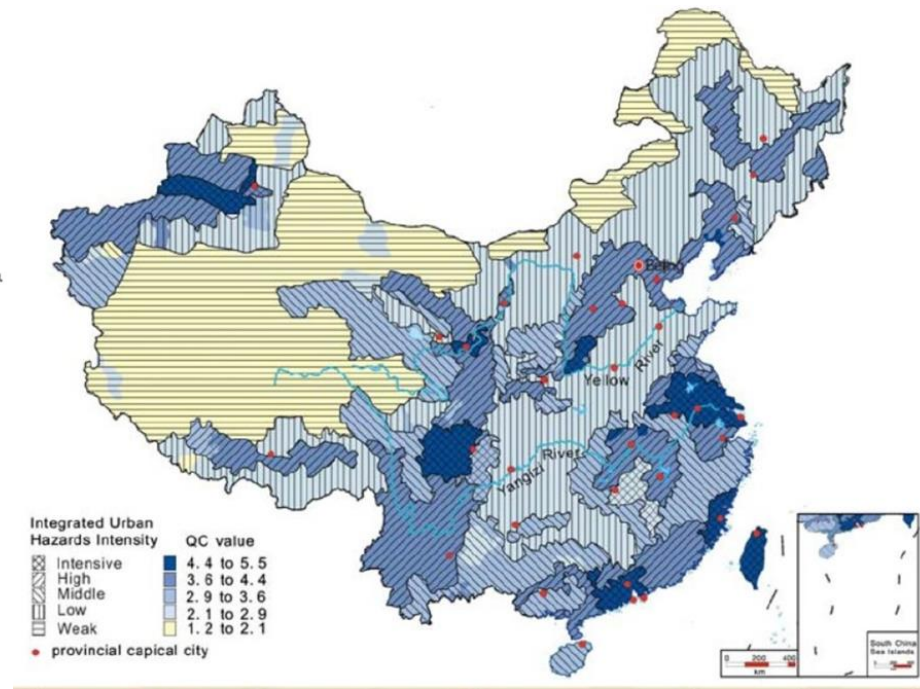 Beijing
Yellow River
Yangizi River
Integrated Urban
Hazards Intensity
QC value
Intensive
High
Middle
Low
Weak
4.4 to 5.5
3.6 to 4.4
2.9 to 3.6
2.1 to 2.9
1.2 to 2.1
provincial capical city
0 200 400
km
South China
Sea Islands